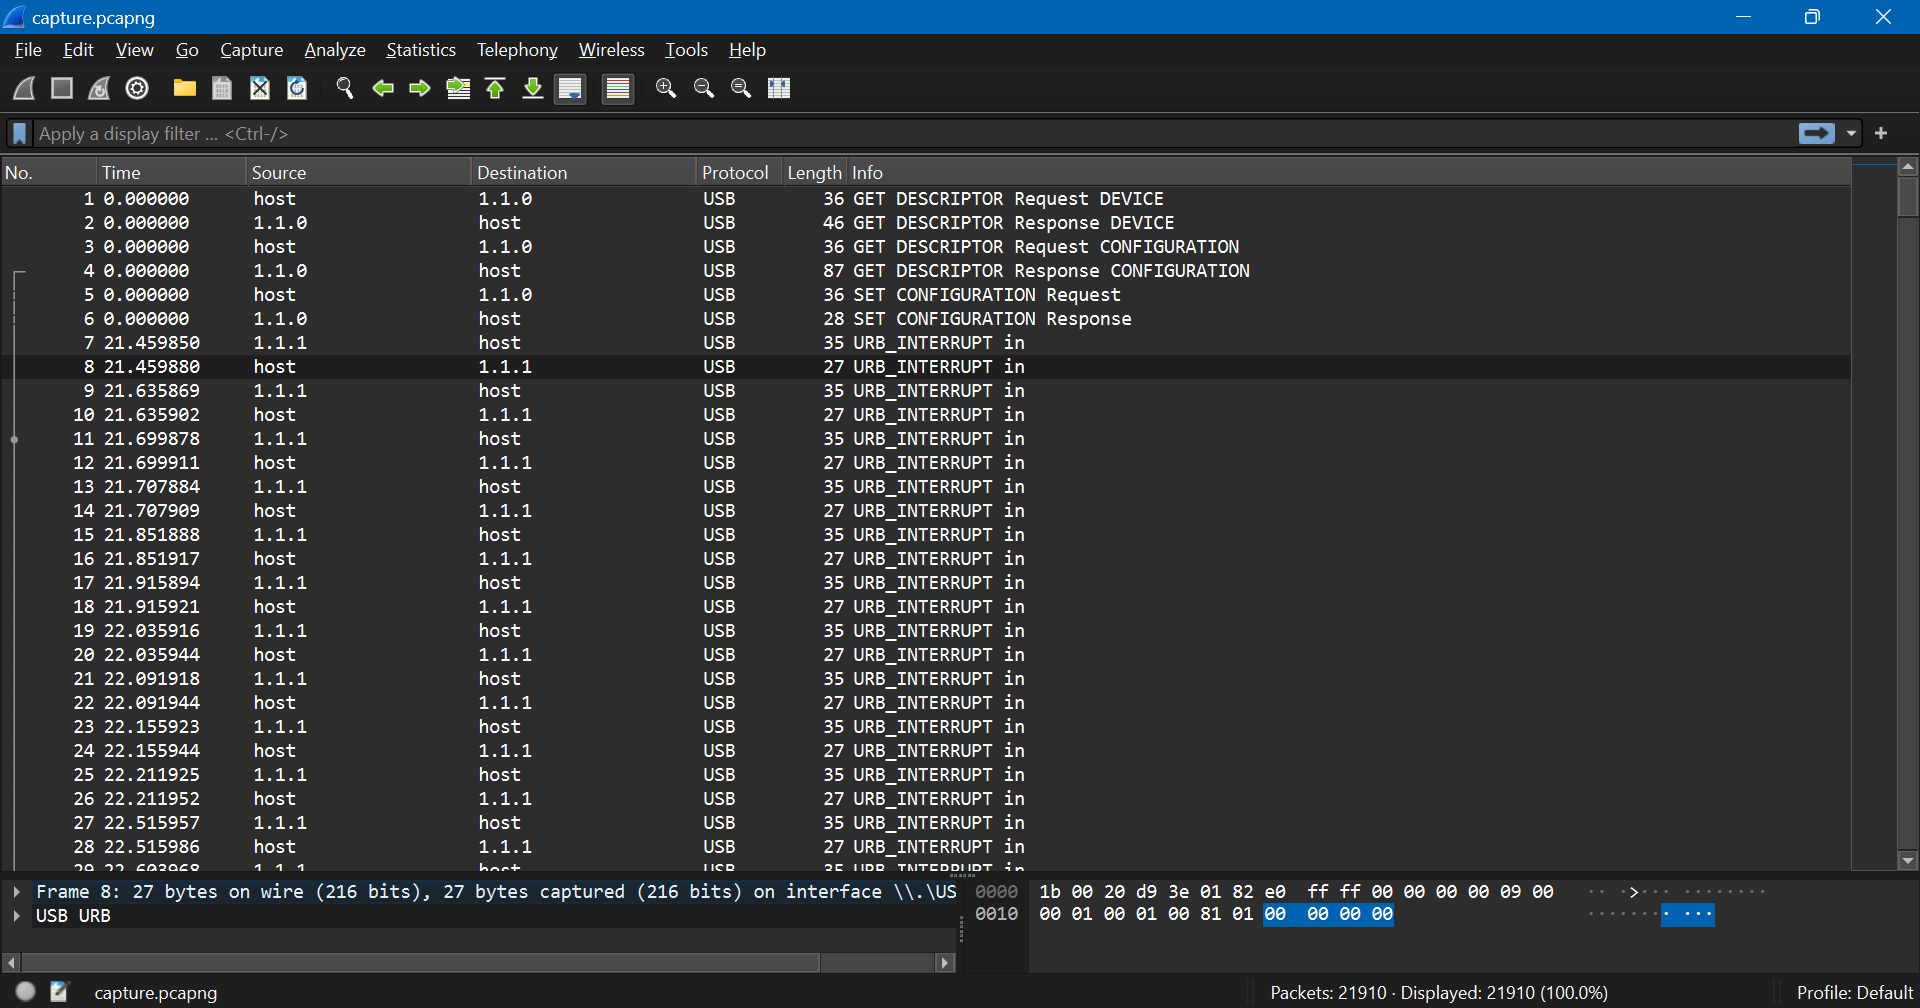 capture.pcapng
File Edit View Go Capture Analyze Statistics Telephony Wireless Tools Help
Apply a display filter ... <Ctrl-/>
No. Time Source Destination Protocol Length Info
1 0.000000 host 1.1.0 USB 36 GET DESCRIPTOR Request DEVICE
2 0.000000 1.1.0 host USB 46 GET DESCRIPTOR Response DEVICE
3 0.000000 host 1.1.0 USB 36 GET DESCRIPTOR Request CONFIGURATION
4 0.000000 1.1.0 host USB 87 GET DESCRIPTOR Response CONFIGURATION
5 0.000000 host 1.1.0 USB 36 SET CONFIGURATION Request
6 0.000000 1.1.0 host USB 28 SET CONFIGURATION Response
7 21.459850 1.1.1 host USB 35 URB_INTERRUPT in
8 21.459880 host 1.1.1 USB 27 URB_INTERRUPT in
9 21.635869 1.1.1 host USB 35 URB_INTERRUPT in
10 21.635902 host 1.1.1 USB 27 URB_INTERRUPT in
11 21.699878 1.1.1 host USB 35 URB_INTERRUPT in
12 21.699911 host 1.1.1 USB 27 URB_INTERRUPT in
13 21.707884 1.1.1 host USB 35 URB_INTERRUPT in
14 21.707909 host 1.1.1 USB 27 URB_INTERRUPT in
15 21.851888 1.1.1 host USB 35 URB_INTERRUPT in
16 21.851917 host 1.1.1 USB 27 URB_INTERRUPT in
17 21.915894 1.1.1 host USB 35 URB_INTERRUPT in
18 21.915921 host 1.1.1 USB 27 URB_INTERRUPT in
19 22.035916 1.1.1 host USB 35 URB_INTERRUPT in
20 22.035944 host 1.1.1 USB 27 URB_INTERRUPT in
21 22.091918 1.1.1 host USB 35 URB_INTERRUPT in
22 22.091944 host 1.1.1 USB 27 URB_INTERRUPT in
23 22.155923 1.1.1 host USB 35 URB_INTERRUPT in
24 22.155944 host 1.1.1 USB 27 URB_INTERRUPT in
25 22.211925 1.1.1 host USB 35 URB_INTERRUPT in
26 22.211952 host 1.1.1 USB 27 URB_INTERRUPT in
27 22.515957 1.1.1 host USB 35 URB_INTERRUPT in
28 22.515986 host 1.1.1 USB 27 URB_INTERRUPT in
29 22.603968 1.1.1 host USB 35 URB_INTERRUPT in
Frame 8: 27 bytes on wire (216 bits), 27 bytes captured (216 bits) on interface \\.\US
USB URB
0000 1b 00 20 d9 3e 01 82 e0 ff ff 00 00 00 00 09 00 ·· ·>··· ········
0010 00 01 00 01 00 81 01 00 00 00 00 ········ ···
capture.pcapng
Packets: 21910 · Displayed: 21910 (100.0%)
Profile: Default